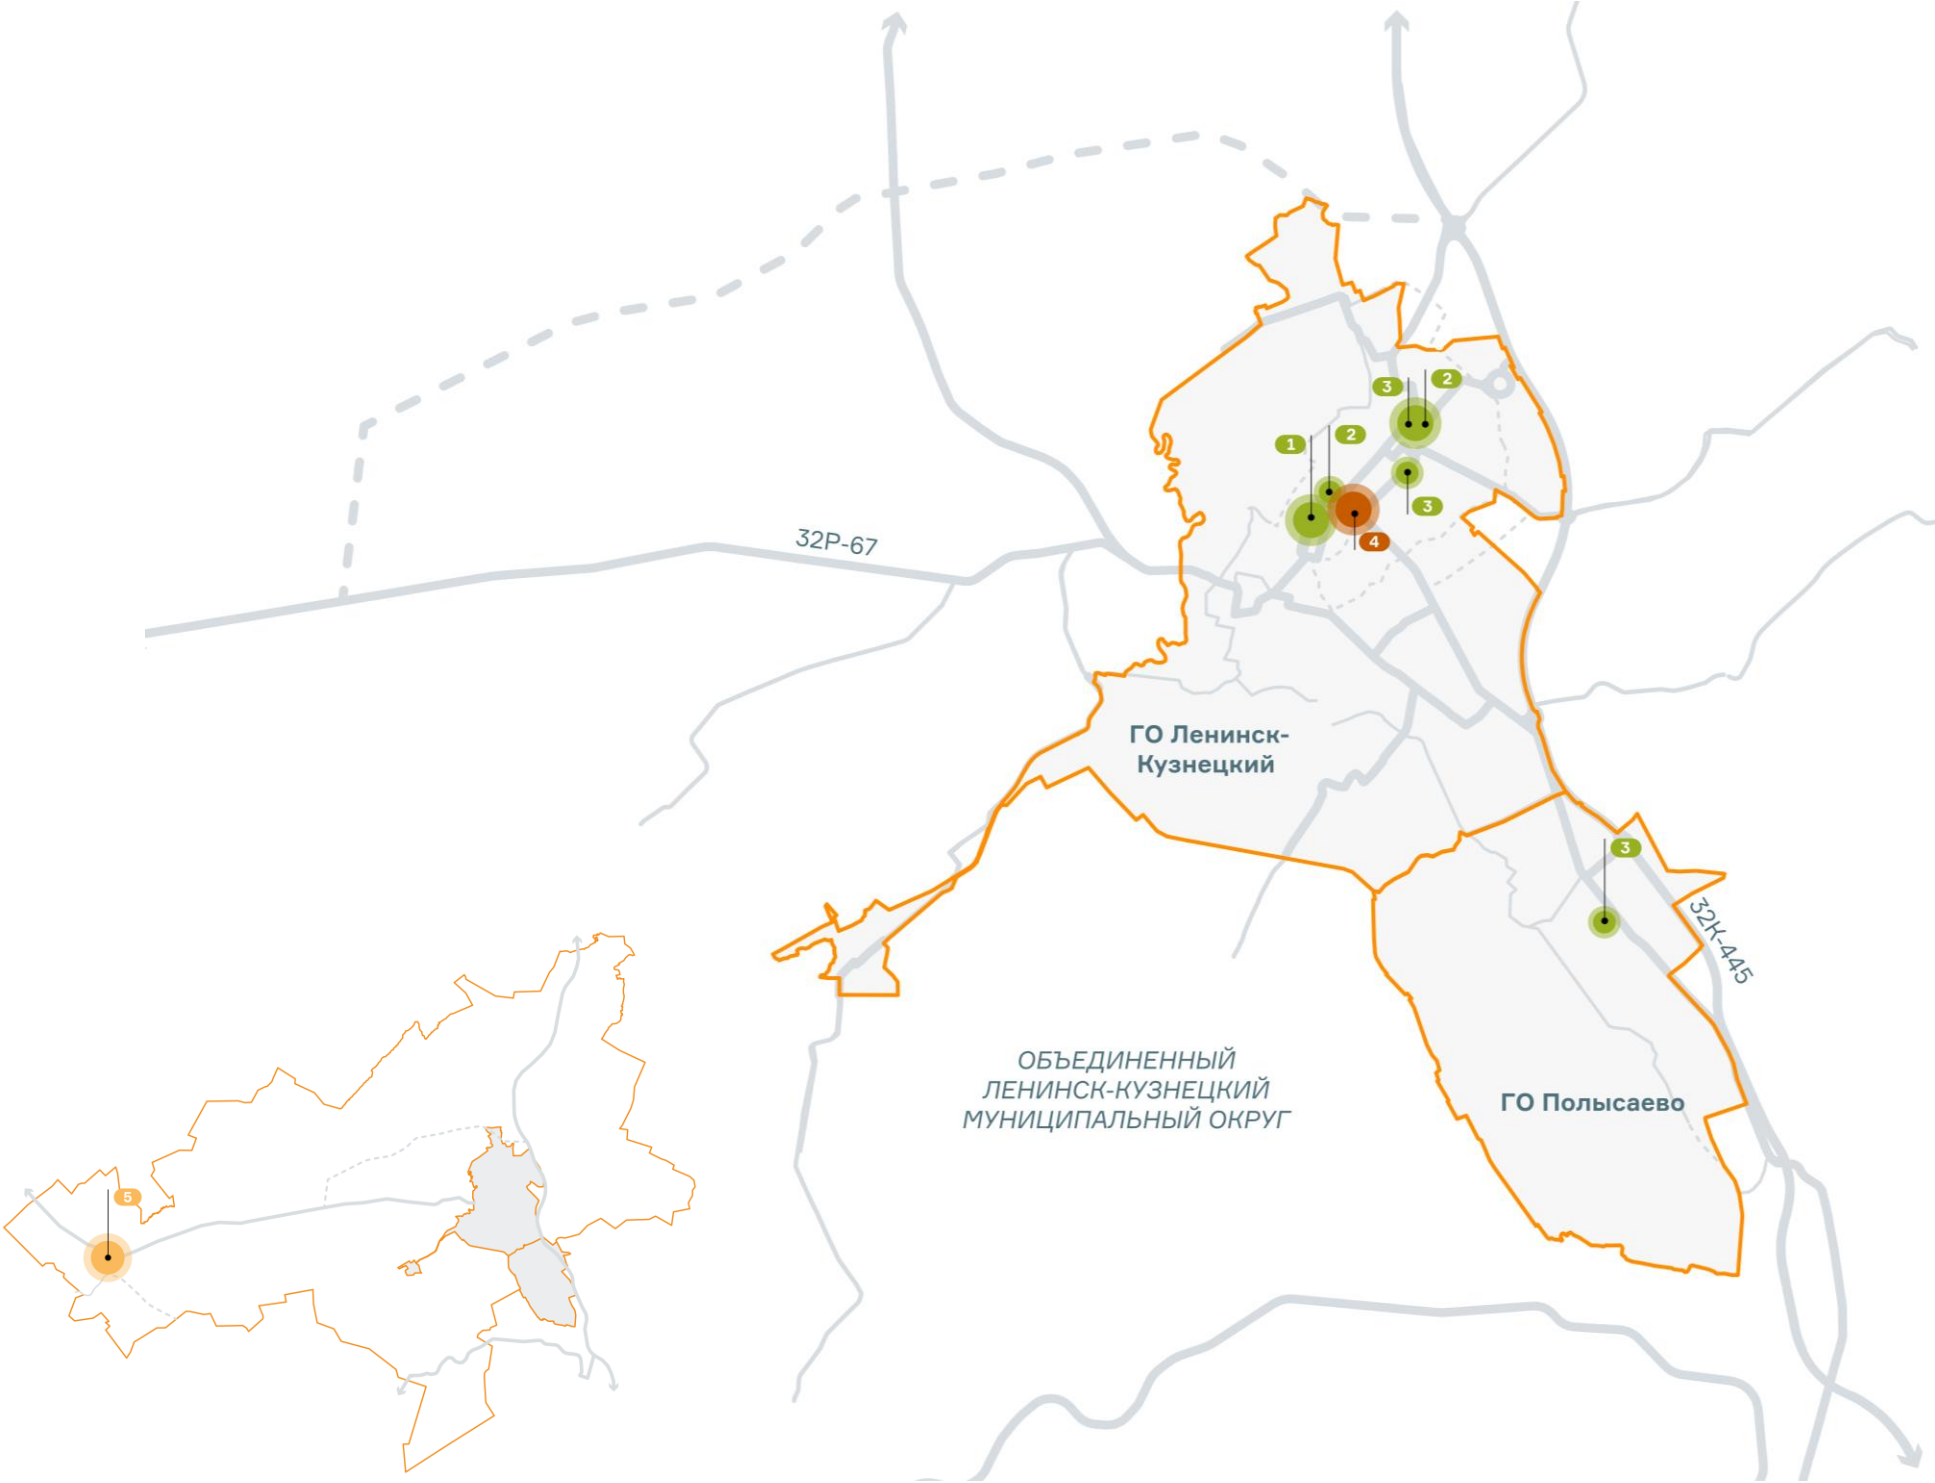 3
2
1
2
3
4
32Р-67
ГО Ленинск-
Кузнецкий
3
32К-445
ОБЪЕДИНЕННЫЙ
ЛЕНИНСК-КУЗНЕЦКИЙ
МУНИЦИПАЛЬНЫЙ ОКРУГ
ГО Полысаево
5